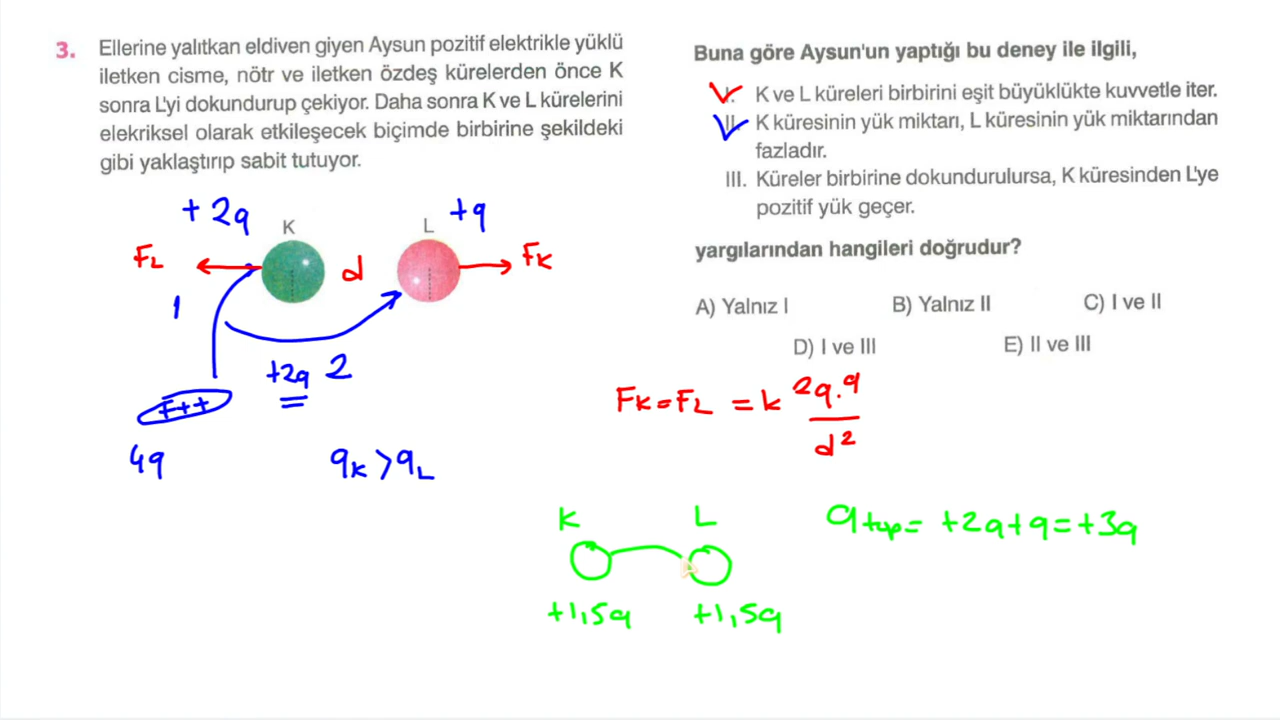 3. Ellerine yalıtkan eldiven giyen Aysun pozitif elektrikle yüklü
iletken cisme, nötr ve iletken özdeş kürelerden önce K
sonra L'yi dokundurup çekiyor. Daha sonra K ve L kürelerini
elekriksel olarak etkileşecek biçimde birbirine şekildeki
gibi yaklaştırıp sabit tutuyor.
+2q K L +q
FL d FK
1
+2q 2
+++
4q qK > qL
Buna göre Aysun'un yaptığı bu deney ile ilgili,
I. K ve L küreleri birbirini eşit büyüklükte kuvvetle iter.
II. K küresinin yük miktarı, L küresinin yük miktarından
fazladır.
III. Küreler birbirine dokundurulursa, K küresinden L'ye
pozitif yük geçer.
yargılarından hangileri doğrudur?
A) Yalnız I B) Yalnız II C) I ve II
D) I ve III E) II ve III
FK = FL = k 2q.q
d²
K L
qtop = +2q+q=+3q
+1,5q +1,5q